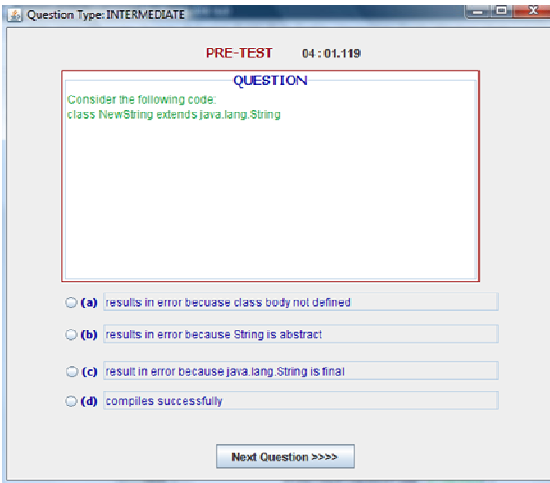 Question Type: INTERMEDIATE
PRE-TEST 04 : 01.119
QUESTION
Consider the following code:
class NewString extends java.lang.String
(a) results in error becuase class body not defined
(b) results in error because String is abstract
(c) result in error because java.lang.String is final
(d) compiles successfully
Next Question >>>>